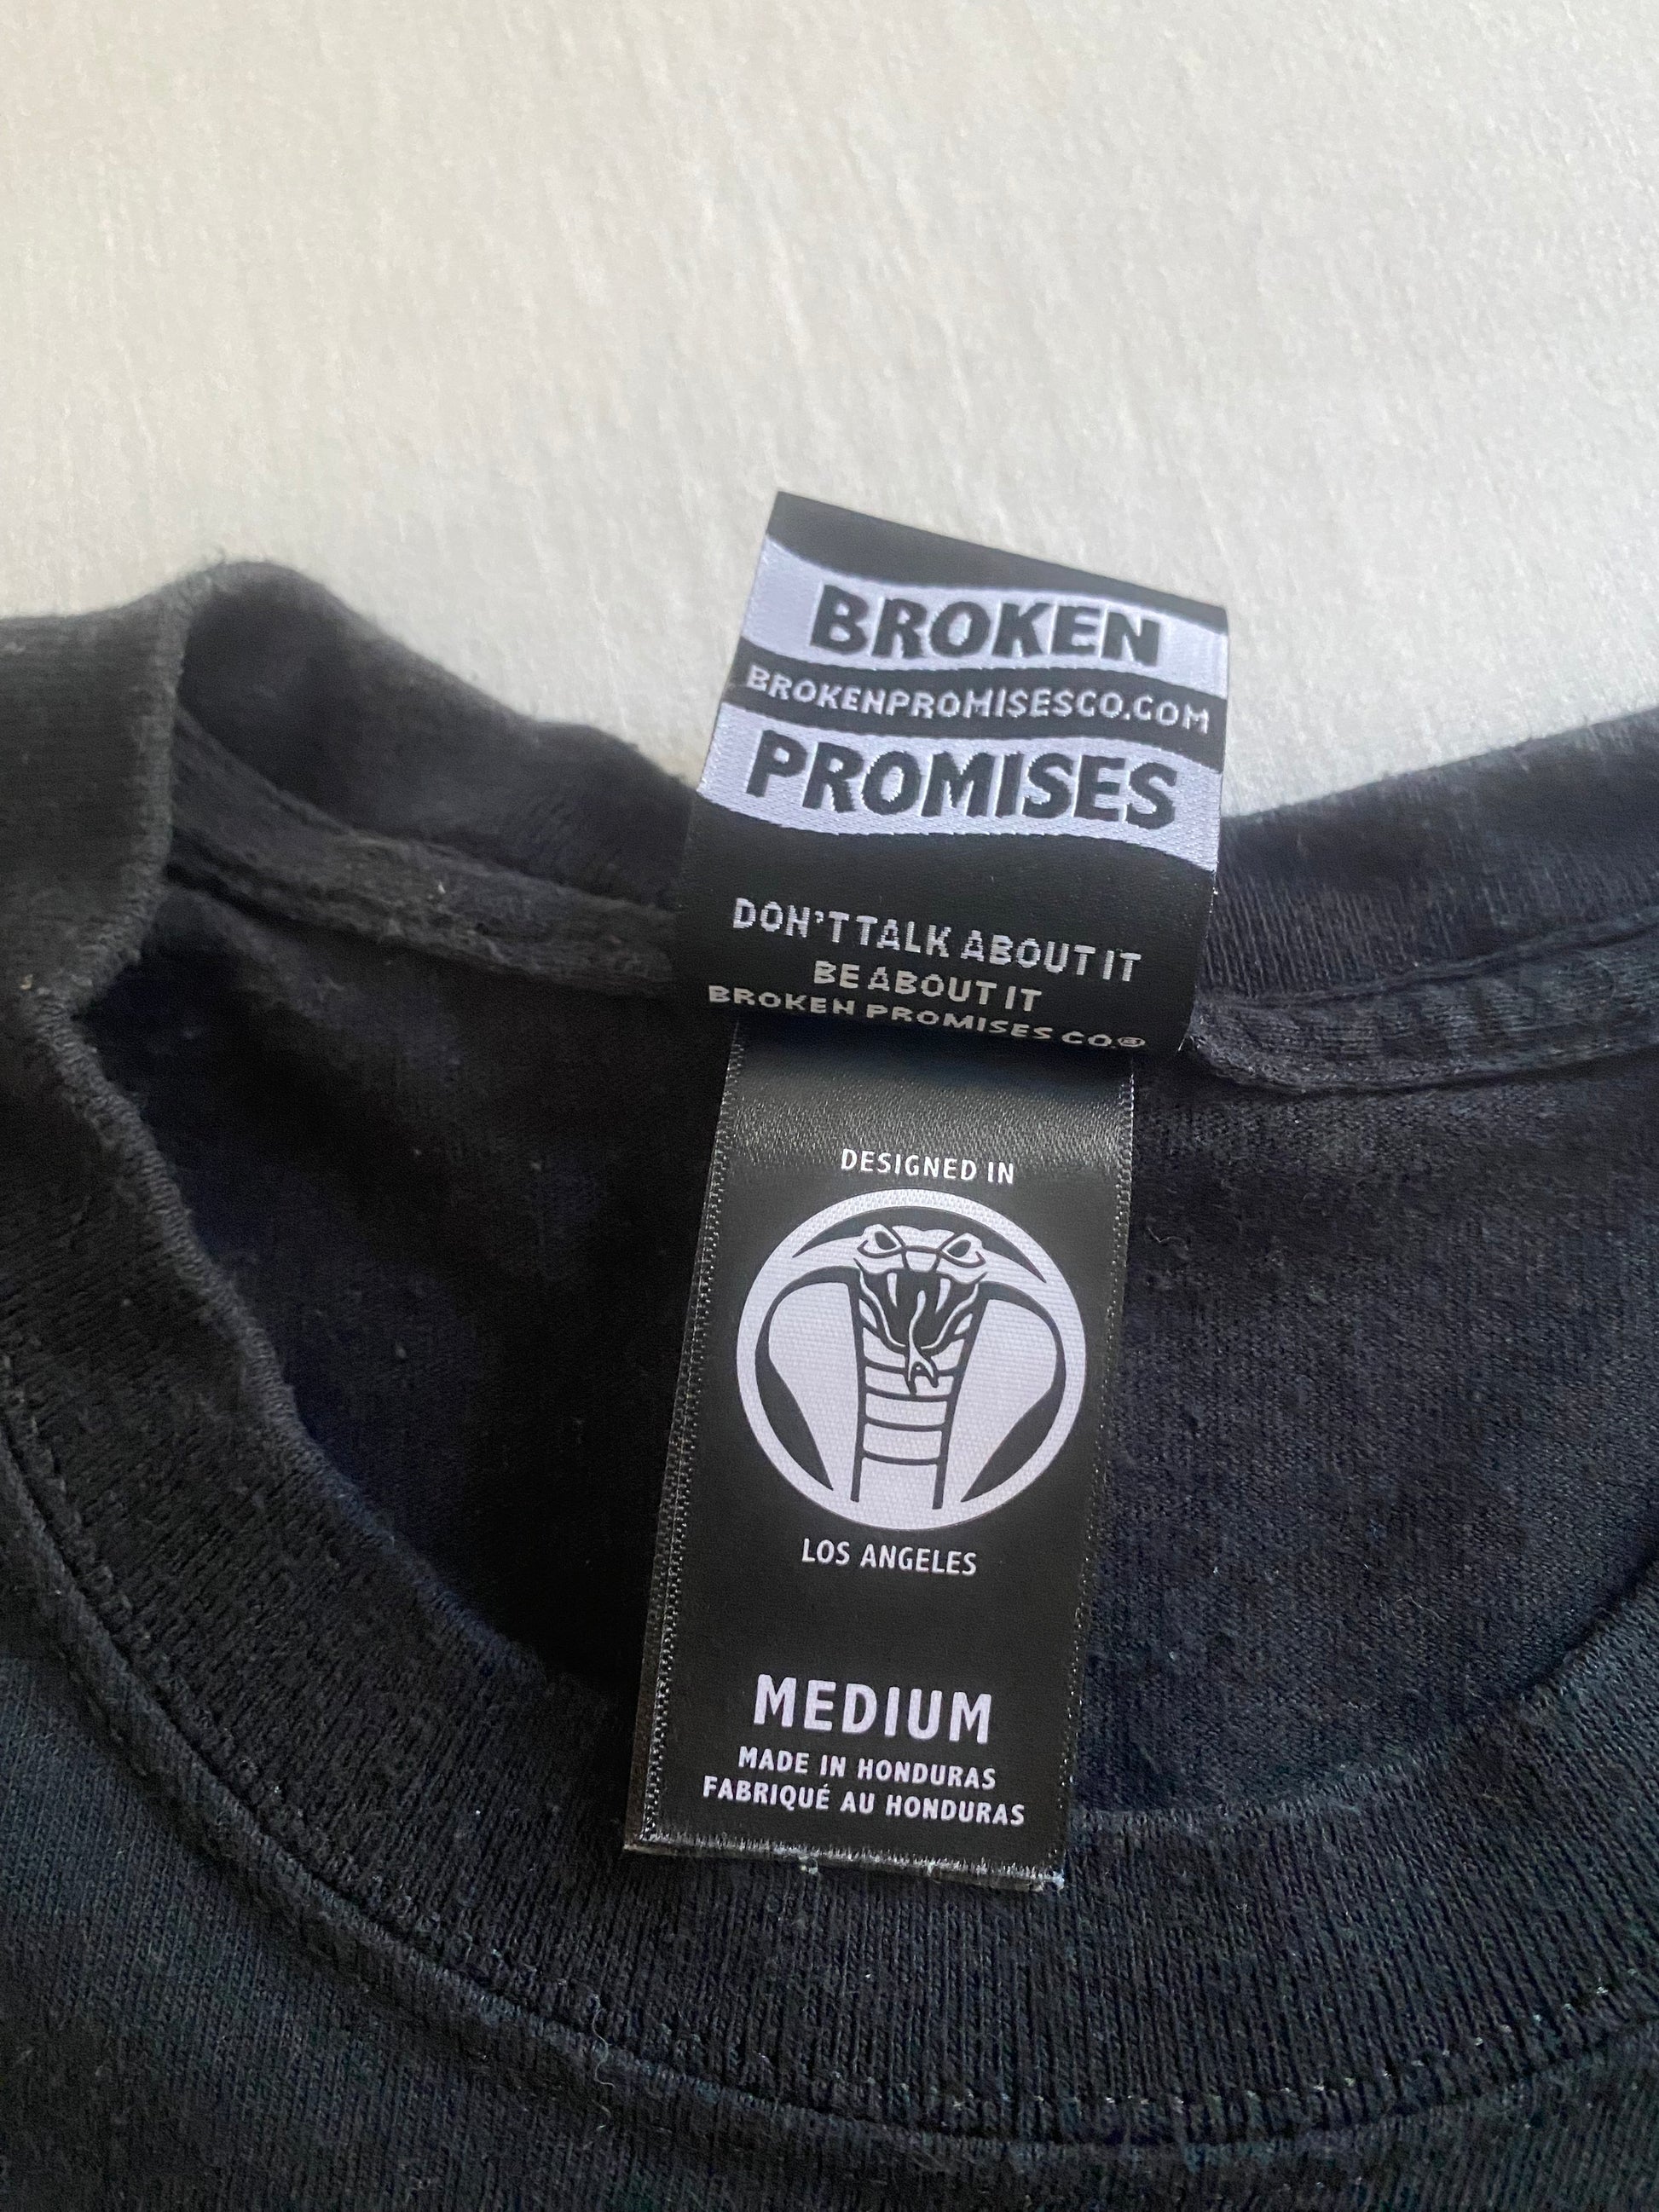 BROKEN
BROKENPROMISESCO.COM
PROMISES
DON'T TALK ABOUT IT
BE ABOUT IT
BROKEN PROMISES CO.®
DESIGNED IN
LOS ANGELES
MEDIUM
MADE IN HONDURAS
FABRIQUÉ AU HONDURAS